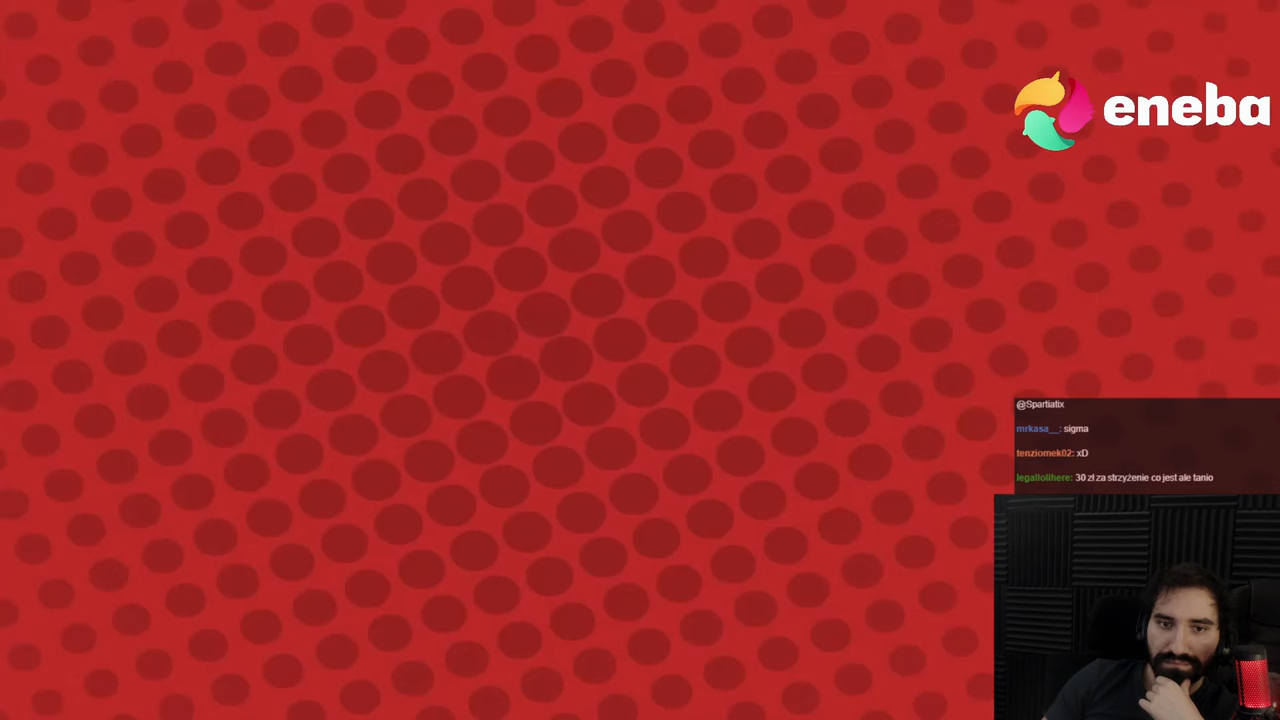 eneba
@Spartiatix
mrkasa__: sigma
tenziomek02: xD
legallolihere: 30 zł za strzyżenie co jest ale tanio